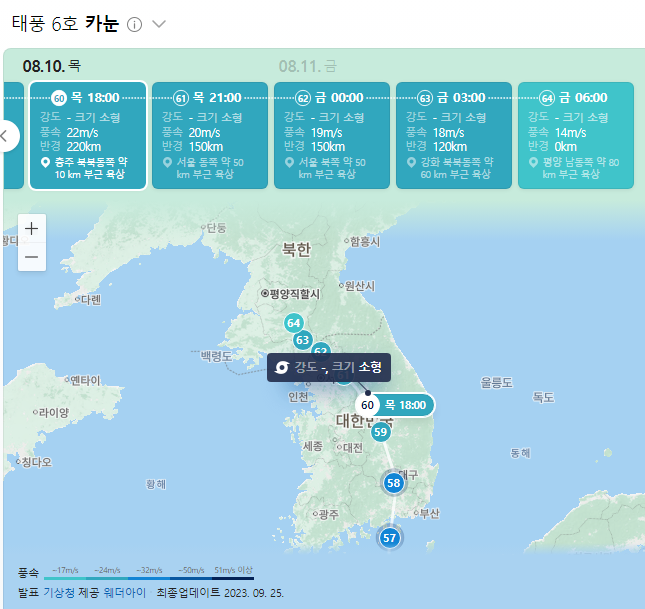 태풍 6호 카눈
08.10. 목
08.11. 금
60 목 18:00
강도 - 크기 소형
풍속 22m/s
반경 220km
충주 북북동쪽 약
10 km 부근 육상
61 목 21:00
강도 - 크기 소형
풍속 20m/s
반경 150km
서울 동쪽 약 50
km 부근 육상
62 금 00:00
강도 - 크기 소형
풍속 19m/s
반경 150km
서울 북쪽 약 50
km 부근 육상
63 금 03:00
강도 - 크기 소형
풍속 18m/s
반경 120km
강화 북북동쪽 약
60 km 부근 육상
64 금 06:00
강도 - 크기 소형
풍속 14m/s
반경 0km
평양 남동쪽 약 80
km 부근 육상
단둥
북한
함흥시
평양직할시
원산시
다롄
64
63
62
백령도
강도 -, 크기 소형
옌타이
인천
60 목 18:00
울릉도
독도
라이양
대한민국
59
세종
대전
동해
칭다오
황해
58
대구
광주
부산
57
풍속
~17m/s
~24m/s
~32m/s
~50m/s
51m/s 이상
발표 기상청 제공 웨더아이 · 최종업데이트 2023. 09. 25.